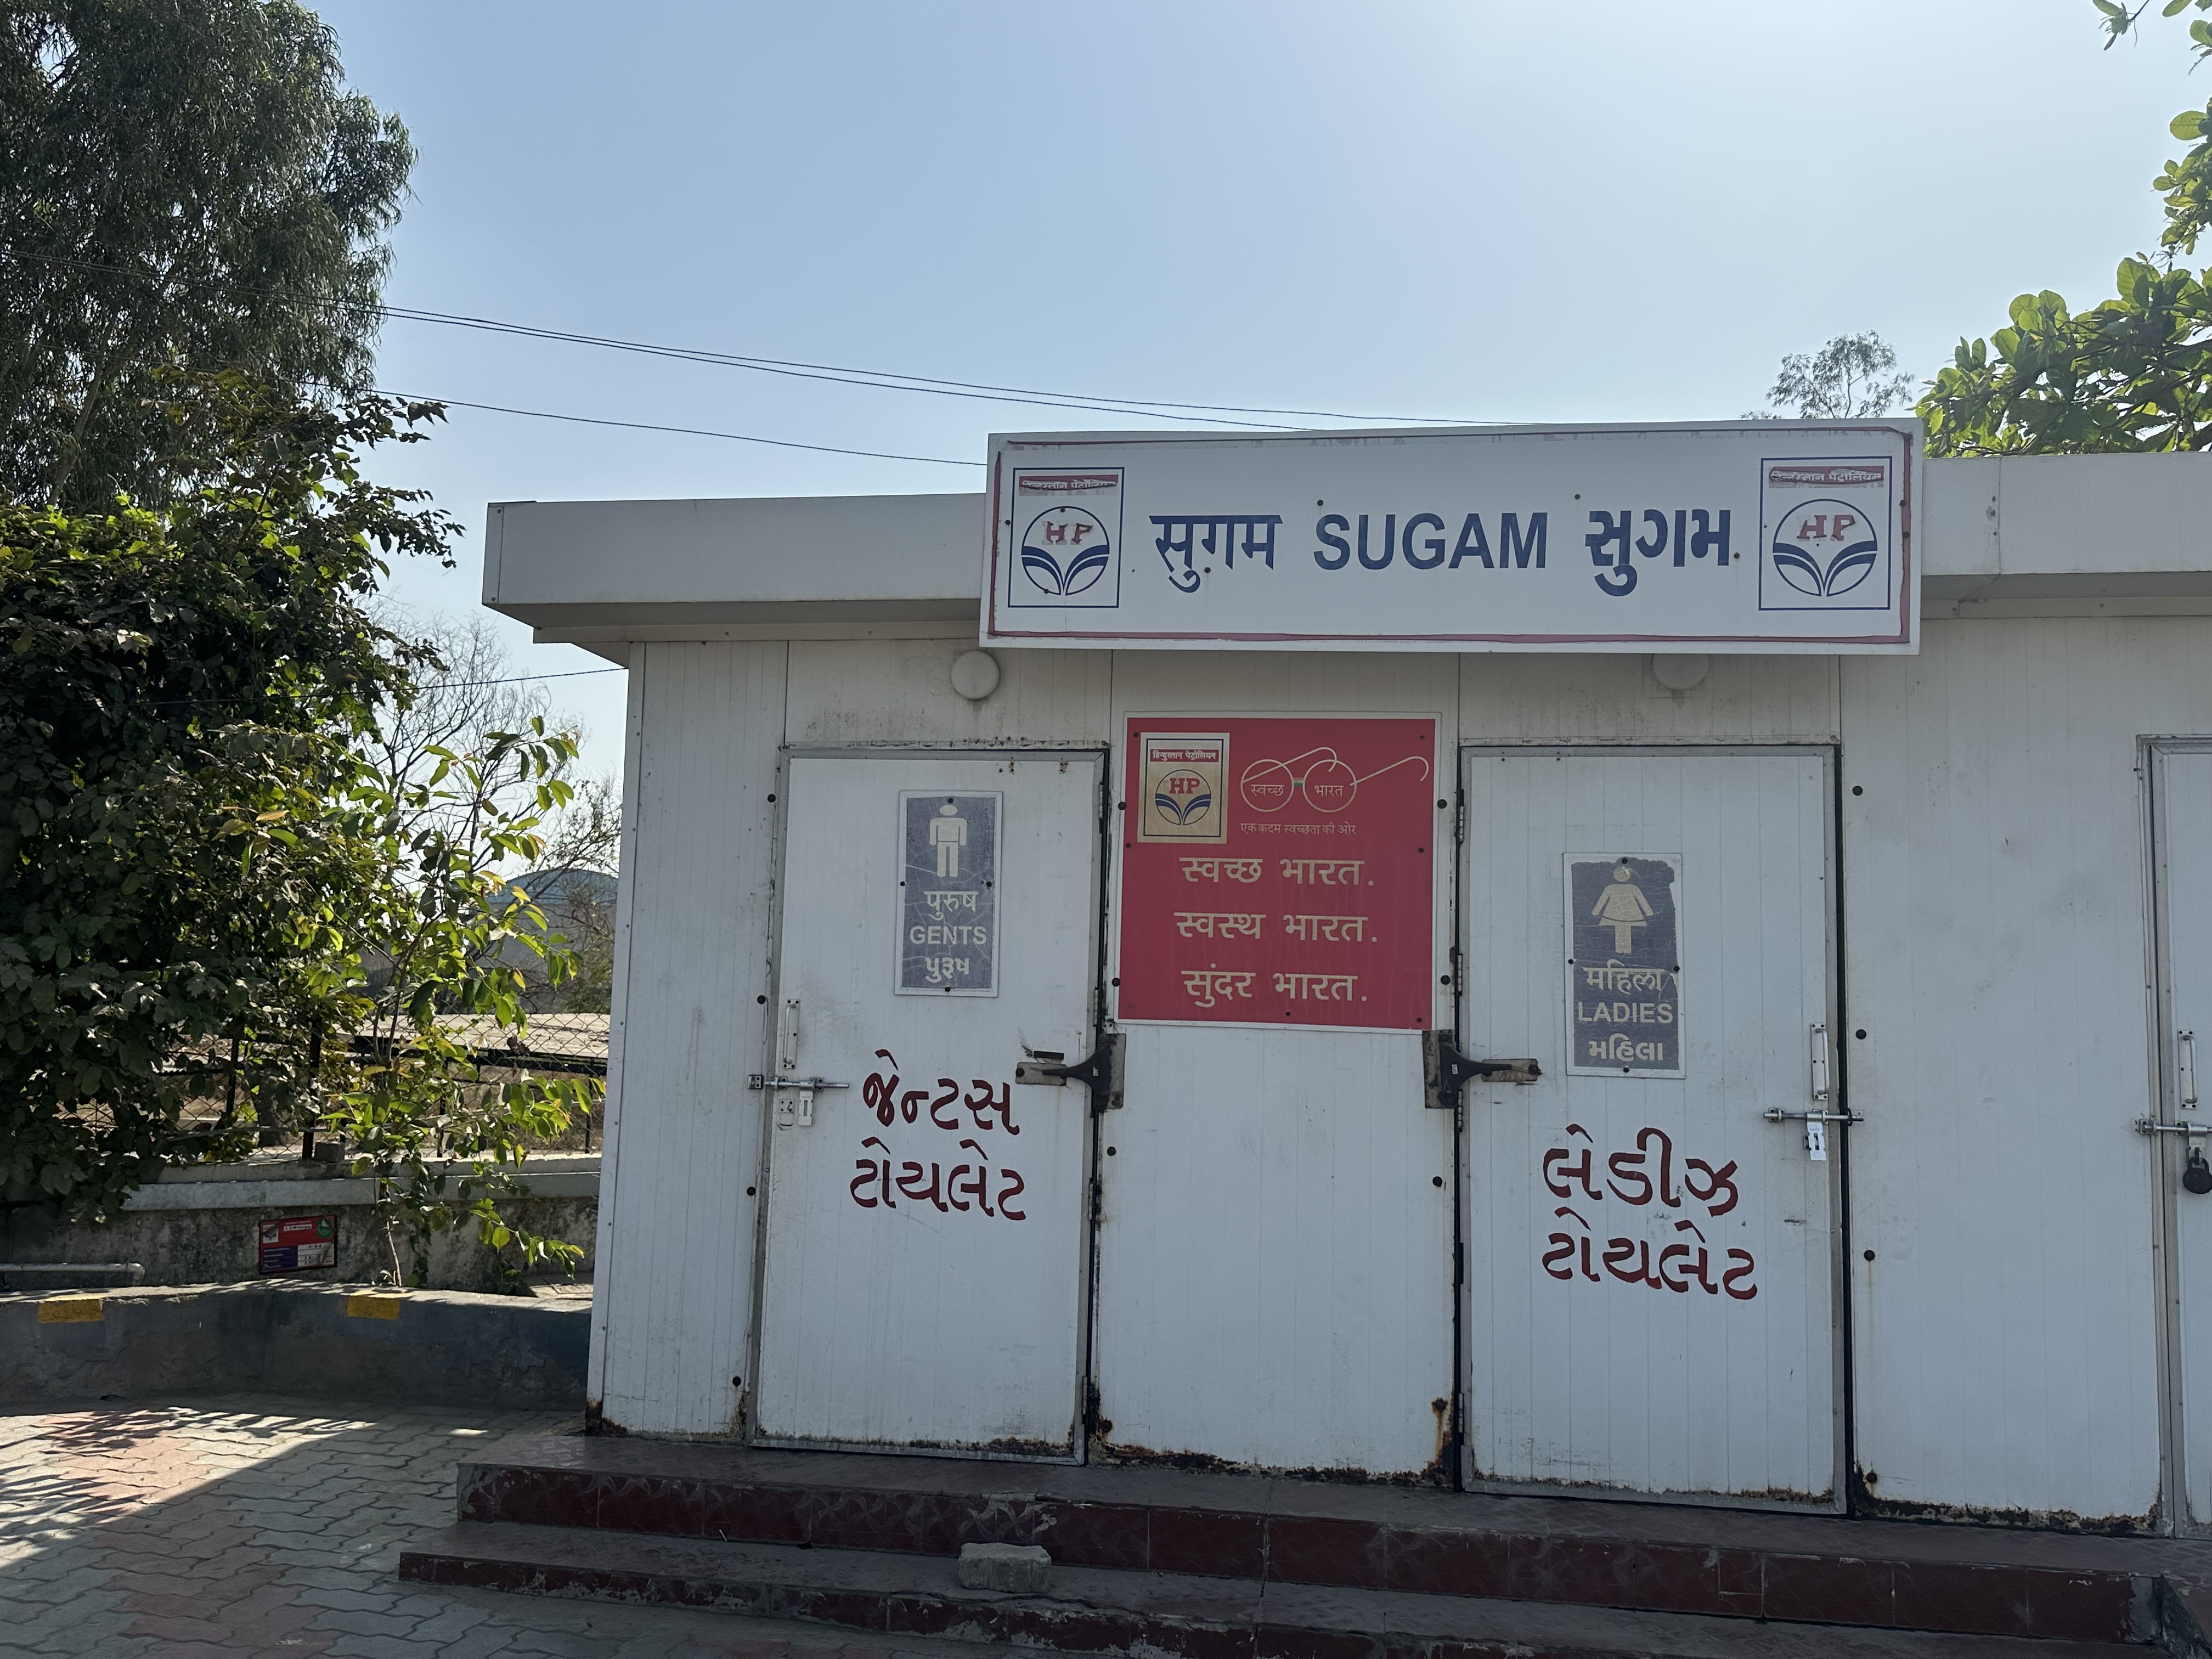 हिन्दुस्तान पेट्रोलियम
HP
सुगम SUGAM સુગમ
हिन्दुस्तान पेट्रोलियम
HP
पुरुष
GENTS
પુરૂષ
જેન્ટસ
ટોયલેટ
हिन्दुस्तान पेट्रोलियम
HP
स्वच्छ भारत
एक कदम स्वच्छता की ओर
स्वच्छ भारत.
स्वस्थ भारत.
सुंदर भारत.
महिला
LADIES
મહિલા
લેડીઝ
ટોયલેટ